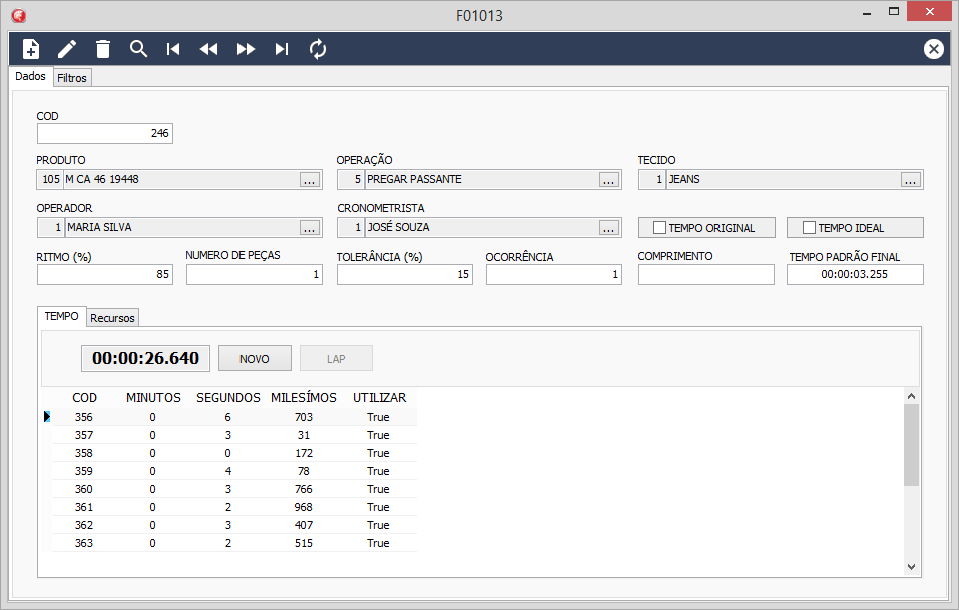 F01013
Dados Filtros
COD
246
PRODUTO OPERAÇÃO TECIDO
105 M CA 46 19448 ... 5 PREGAR PASSANTE ... 1 JEANS ...
OPERADOR CRONOMETRISTA
1 MARIA SILVA ... 1 JOSÉ SOUZA ... TEMPO ORIGINAL TEMPO IDEAL
RITMO (%) NUMERO DE PEÇAS TOLERÂNCIA (%) OCORRÊNCIA COMPRIMENTO TEMPO PADRÃO FINAL
85 1 15 1 00:00:03.255
TEMPO Recursos
00:00:26.640 NOVO LAP
COD MINUTOS SEGUNDOS MILESÍMOS UTILIZAR
356 0 6 703 True
357 0 3 31 True
358 0 0 172 True
359 0 4 78 True
360 0 3 766 True
361 0 2 968 True
362 0 3 407 True
363 0 2 515 True